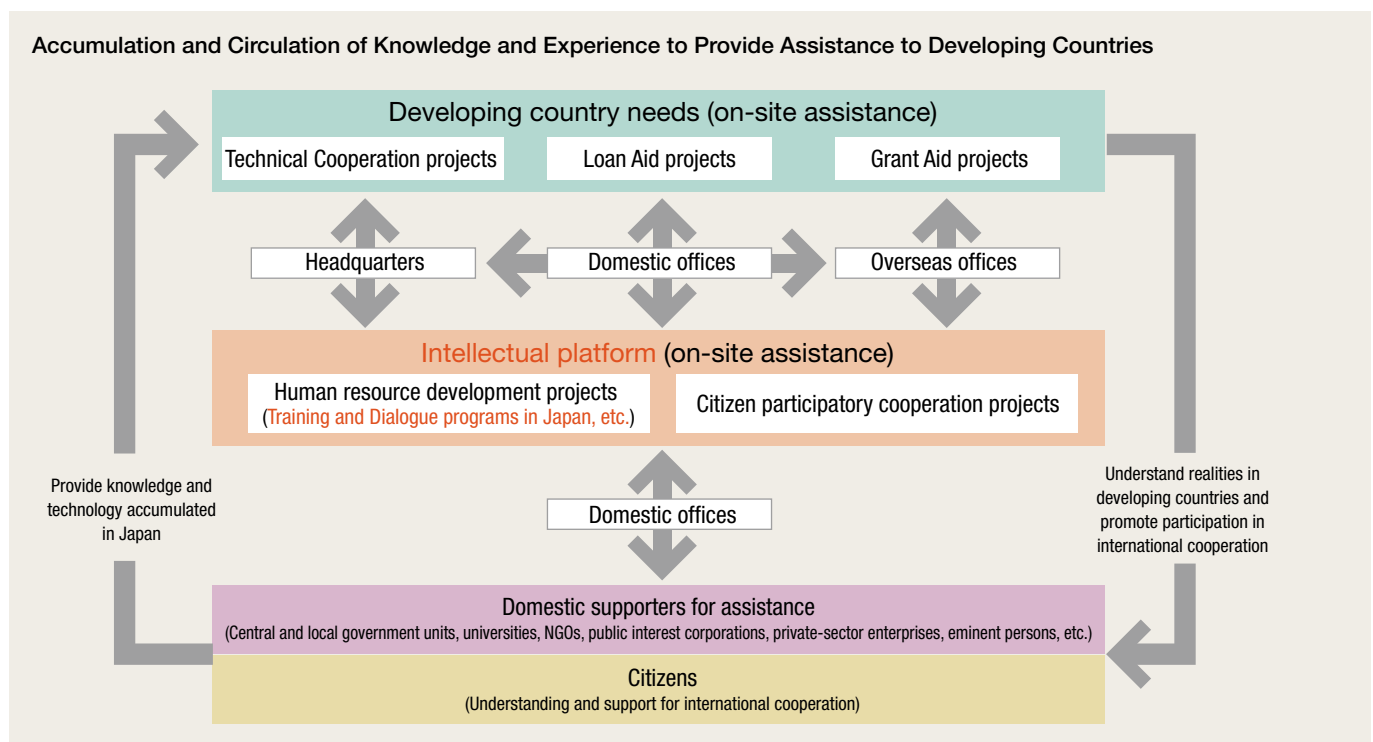 Accumulation and Circulation of Knowledge and Experience to Provide Assistance to Developing Countries
Developing country needs (on-site assistance)
Technical Cooperation projects
Loan Aid projects
Grant Aid projects
Headquarters
Domestic offices
Overseas offices
Intellectual platform (on-site assistance)
Human resource development projects
(Training and Dialogue programs in Japan, etc.)
Citizen participatory cooperation projects
Provide knowledge and
technology accumulated
in Japan
Domestic offices
Understand realities in
developing countries and
promote participation in
international cooperation
Domestic supporters for assistance
(Central and local government units, universities, NGOs, public interest corporations, private-sector enterprises, eminent persons, etc.)
Citizens
(Understanding and support for international cooperation)